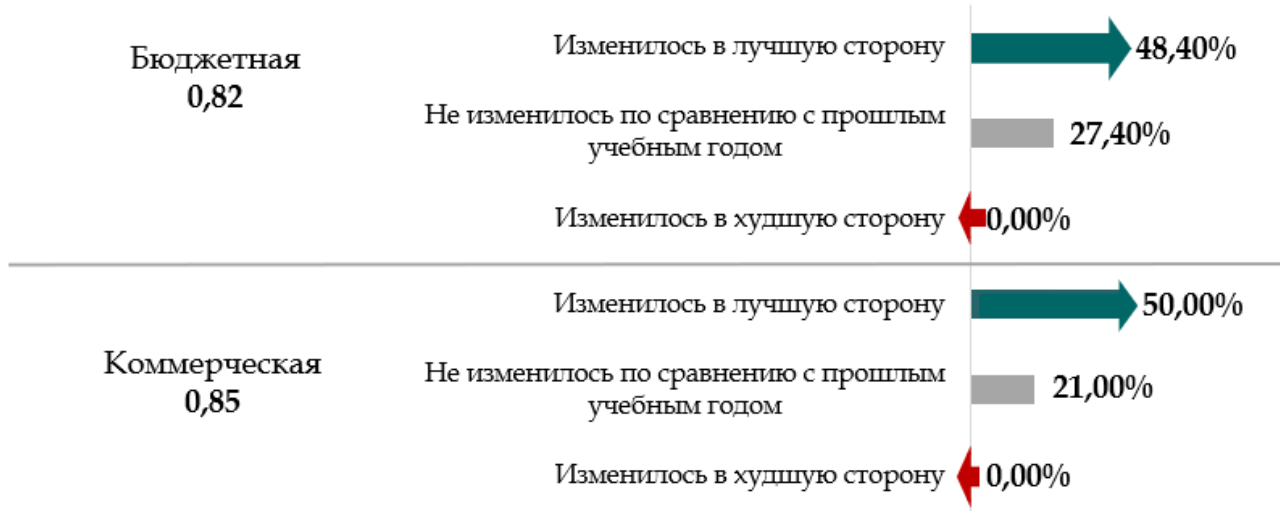 Бюджетная
0,82
Изменилось в лучшую сторону
48,40%
Не изменилось по сравнению с прошлым
учебным годом
27,40%
Изменилось в худшую сторону
0,00%
Коммерческая
0,85
Изменилось в лучшую сторону
50,00%
Не изменилось по сравнению с прошлым
учебным годом
21,00%
Изменилось в худшую сторону
0,00%